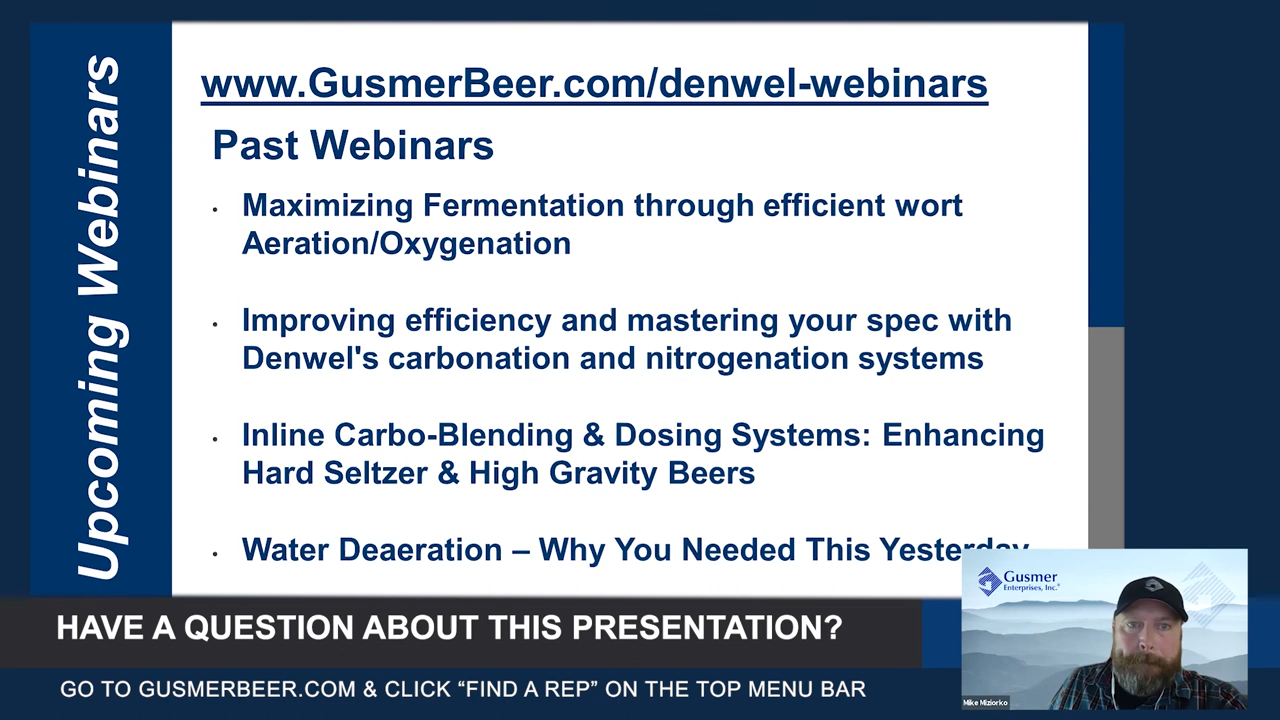 Upcoming Webinars
www.GusmerBeer.com/denwel-webinars
Past Webinars
• Maximizing Fermentation through efficient wort
Aeration/Oxygenation
• Improving efficiency and mastering your spec with
Denwel's carbonation and nitrogenation systems
• Inline Carbo-Blending & Dosing Systems: Enhancing
Hard Seltzer & High Gravity Beers
• Water Deaeration – Why You Needed This Yesterday
Gusmer
Enterprises, Inc.®
Mike Miziorko
HAVE A QUESTION ABOUT THIS PRESENTATION?
GO TO GUSMERBEER.COM & CLICK “FIND A REP” ON THE TOP MENU BAR